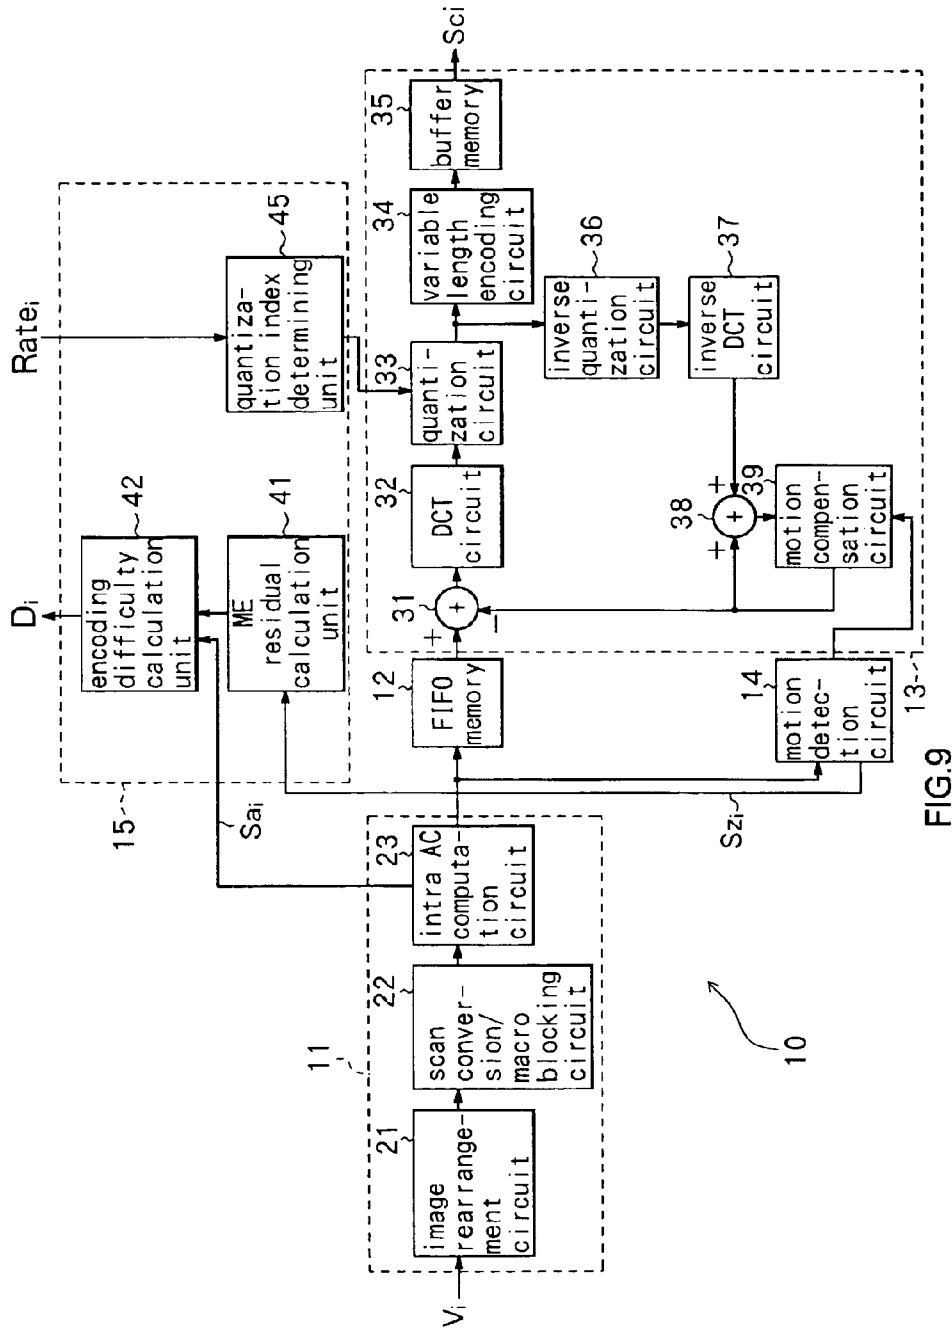 Di
Ratei
42
encoding
difficulty
calculation
unit
41
ME
residual
calculation
unit
45
quantiza-
tion index
determining
unit
15
Sai
11
Vi
21
image
rearrange-
ment
circuit
22
scan
conver-
sion/
macro
blocking
circuit
23
intra AC
computa-
tion
circuit
12
FIFO
memory
31
+
+
−
32
DCT
circuit
33
quanti-
zation
circuit
34
variable
length
encoding
circuit
35
buffer
memory
Sci
36
inverse
quanti-
zation
circuit
37
inverse
DCT
circuit
38
+
+
+
39
motion
compen-
sation
circuit
14
motion
detec-
tion
circuit
Szi
13
10
FIG.9